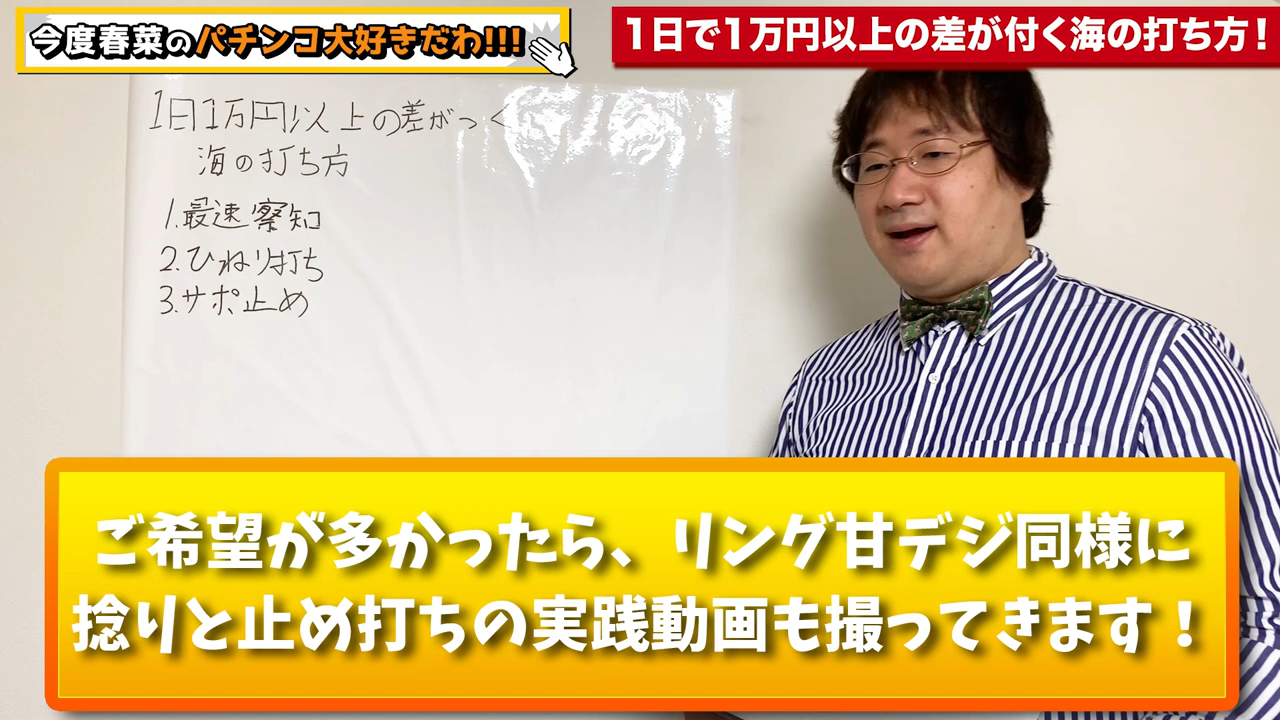 今度春菜のパチンコ大好きだわ!!!
1日で1万円以上の差が付く海の打ち方!
1日1万円以上の差がつく
海の打ち方
1.最速察知
2.ひねり打ち
3.サポ止め
ご希望が多かったら、リング甘デジ同様に
捻りと止め打ちの実践動画も撮ってきます!